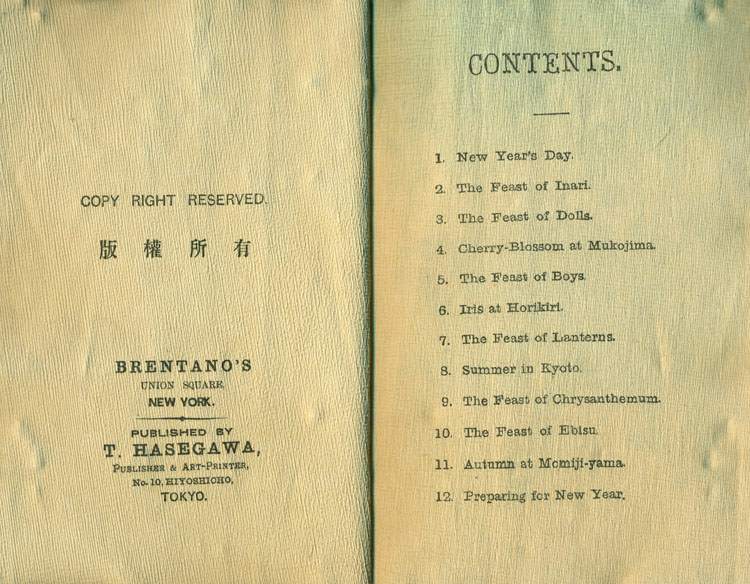 COPY RIGHT RESERVED.
版權所有
BRENTANO'S
UNION SQUARE,
NEW YORK.
PUBLISHED BY
T. HASEGAWA,
PUBLISHER & ART-PRINTER,
No. 10, HIYOSHICHO,
TOKYO.
CONTENTS.
1. New Year's Day.
2. The Feast of Inari.
3. The Feast of Dolls.
4. Cherry-Blossom at Mukojima.
5. The Feast of Boys.
6. Iris at Horikiri.
7. The Feast of Lanterns.
8. Summer in Kyoto.
9. The Feast of Chrysanthemum.
10. The Feast of Ebisu.
11. Autumn at Momiji-yama.
12. Preparing for New Year.